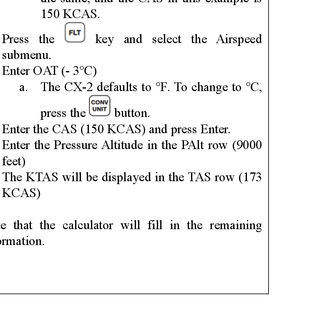 150 KCAS.
Press the FLT key and select the Airspeed
submenu.
Enter OAT (- 3°C)
a. The CX-2 defaults to °F. To change to °C,
press the CONV UNIT button.
Enter the CAS (150 KCAS) and press Enter.
Enter the Pressure Altitude in the PAlt row (9000
feet)
The KTAS will be displayed in the TAS row (173
KCAS)
e that the calculator will fill in the remaining
ormation.